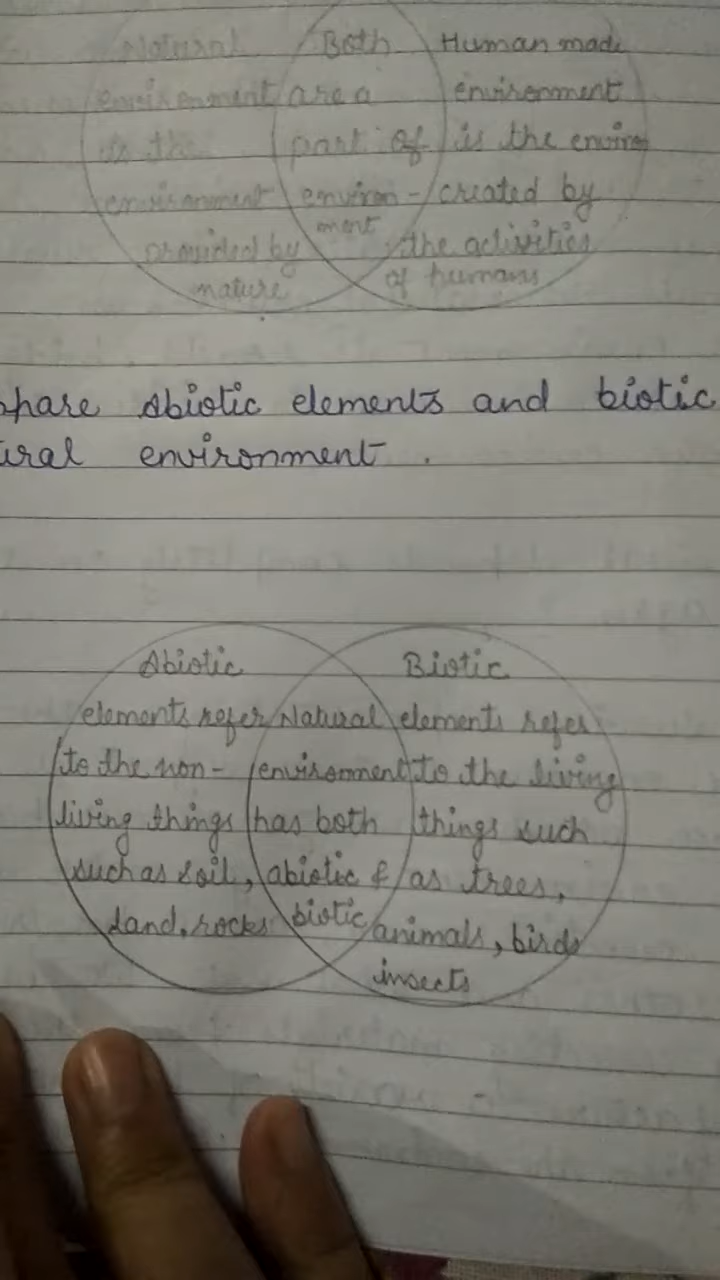 Natural Both Human made
environment are a environment
is the part of is the enviro
environment environ- created by
ment
provided by the activities
nature of humans
phare Abiotic elements and biotic
ural environment.
Abiotic Biotic
elements refer Natural elements refer
to the non- environment to the living
living things has both things such
such as soil, abiotic & as trees,
land, rocks biotic animals, birds
insects